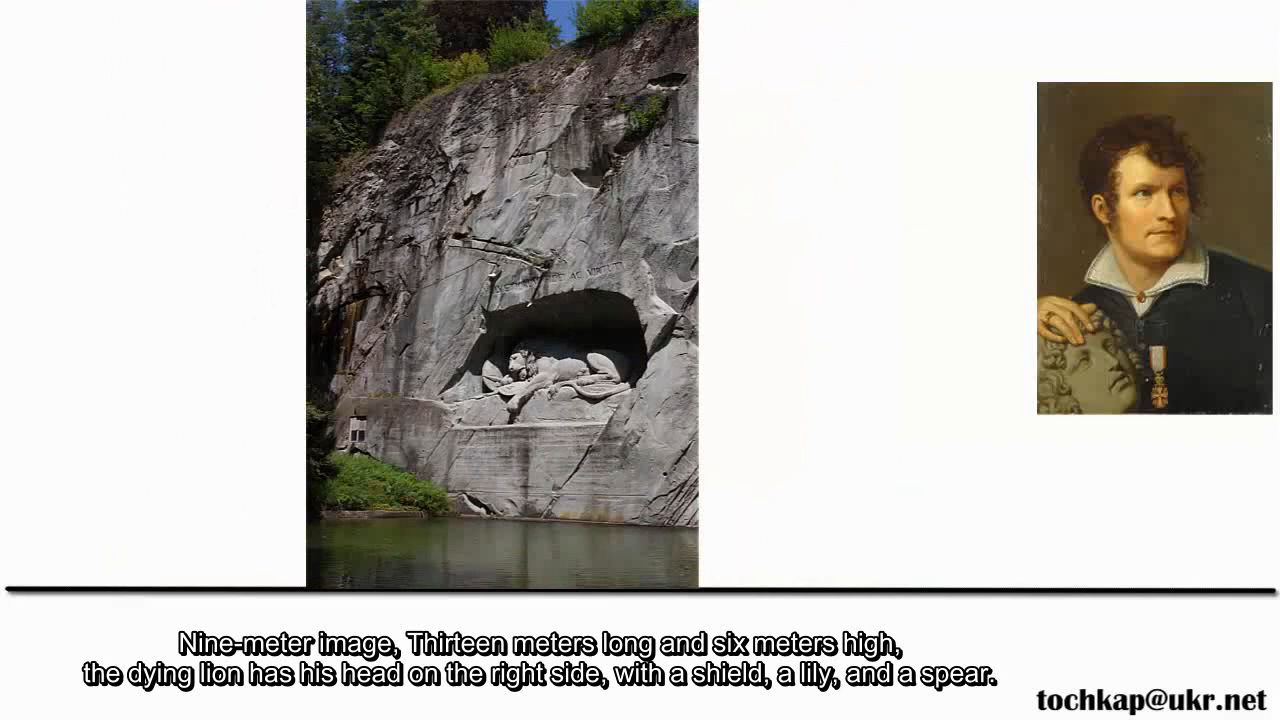 Nine-meter image, Thirteen meters long and six meters high,
the dying lion has his head on the right side, with a shield, a lily, and a spear.
tochkap@ukr.net